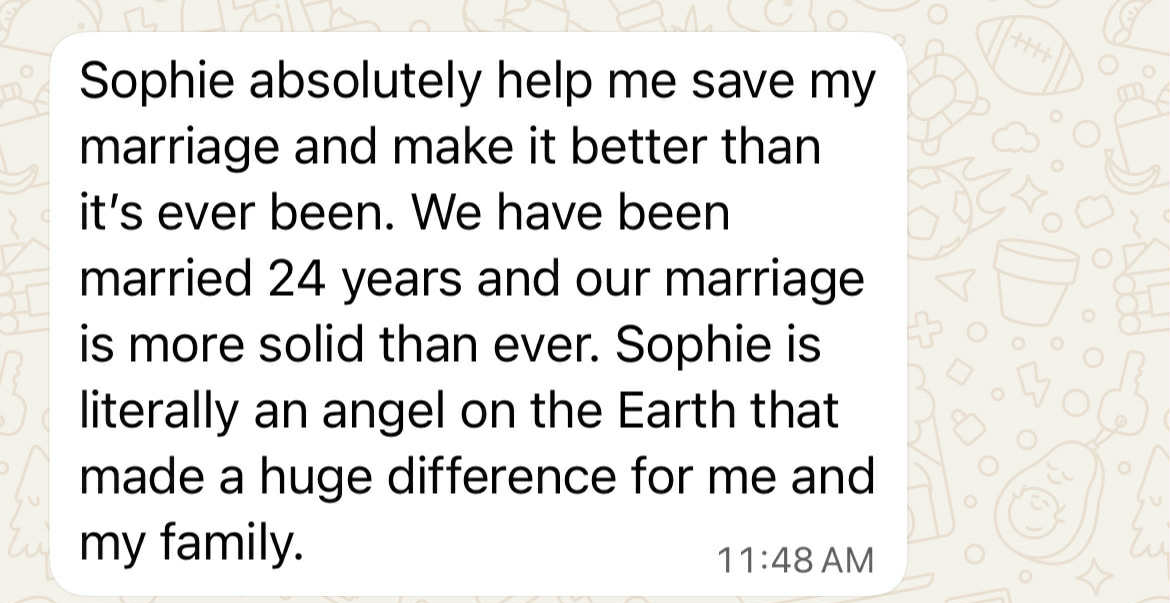 Sophie absolutely help me save my
marriage and make it better than
it's ever been. We have been
married 24 years and our marriage
is more solid than ever. Sophie is
literally an angel on the Earth that
made a huge difference for me and
my family.
11:48 AM